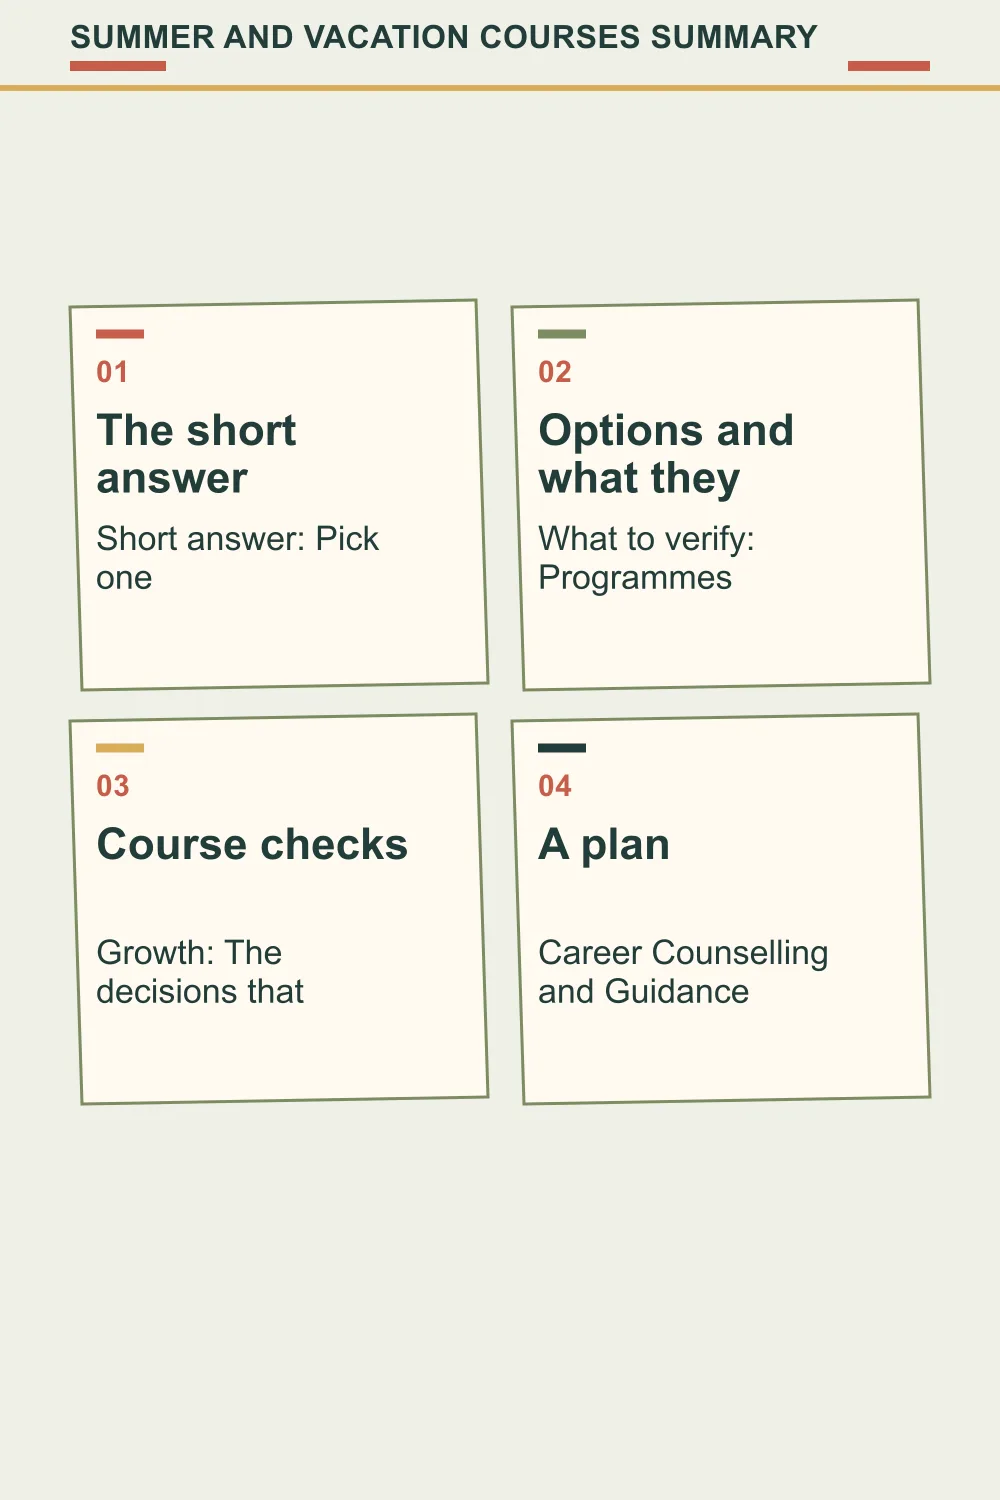 SUMMER AND VACATION COURSES SUMMARY
01
The short
answer
Short answer: Pick
one
02
Options and
what they
What to verify:
Programmes
03
Course checks
Growth: The
decisions that
04
A plan
Career Counselling
and Guidance